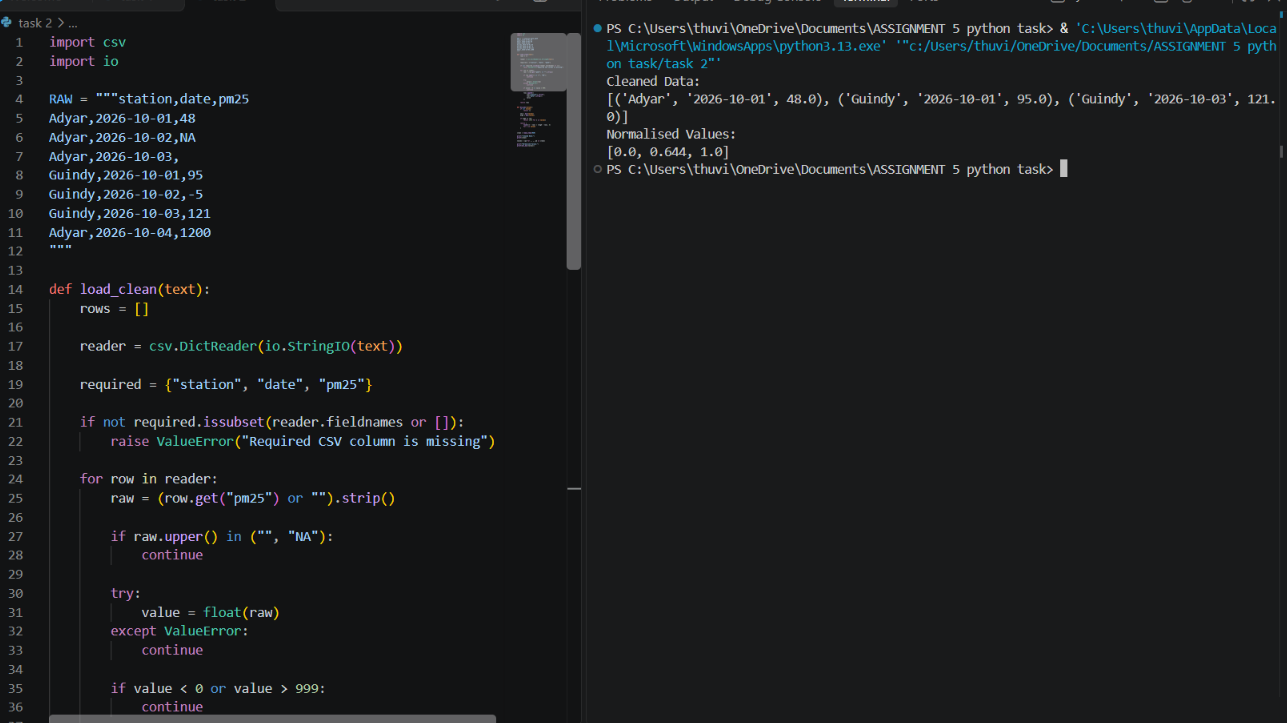 task 2 > ...
1 import csv
2 import io
3
4 RAW = """station,date,pm25
5 Adyar,2026-10-01,48
6 Adyar,2026-10-02,NA
7 Adyar,2026-10-03,
8 Guindy,2026-10-01,95
9 Guindy,2026-10-02,-5
10 Guindy,2026-10-03,121
11 Adyar,2026-10-04,1200
12 """
13
14 def load_clean(text):
15     rows = []
16
17     reader = csv.DictReader(io.StringIO(text))
18
19     required = {"station", "date", "pm25"}
20
21     if not required.issubset(reader.fieldnames or []):
22         raise ValueError("Required CSV column is missing")
23
24     for row in reader:
25         raw = (row.get("pm25") or "").strip()
26
27         if raw.upper() in ("", "NA"):
28             continue
29
30         try:
31             value = float(raw)
32         except ValueError:
33             continue
34
35         if value < 0 or value > 999:
36             continue
PS C:\Users\thuvi\OneDrive\Documents\ASSIGNMENT 5 python task> & 'C:\Users\thuvi\AppData\Loca
l\Microsoft\WindowsApps\python3.13.exe' '"c:/Users/thuvi/OneDrive/Documents/ASSIGNMENT 5 pyth
on task/task 2"'
Cleaned Data:
[('Adyar', '2026-10-01', 48.0), ('Guindy', '2026-10-01', 95.0), ('Guindy', '2026-10-03', 121.
0)]
Normalised Values:
[0.0, 0.644, 1.0]
PS C:\Users\thuvi\OneDrive\Documents\ASSIGNMENT 5 python task>